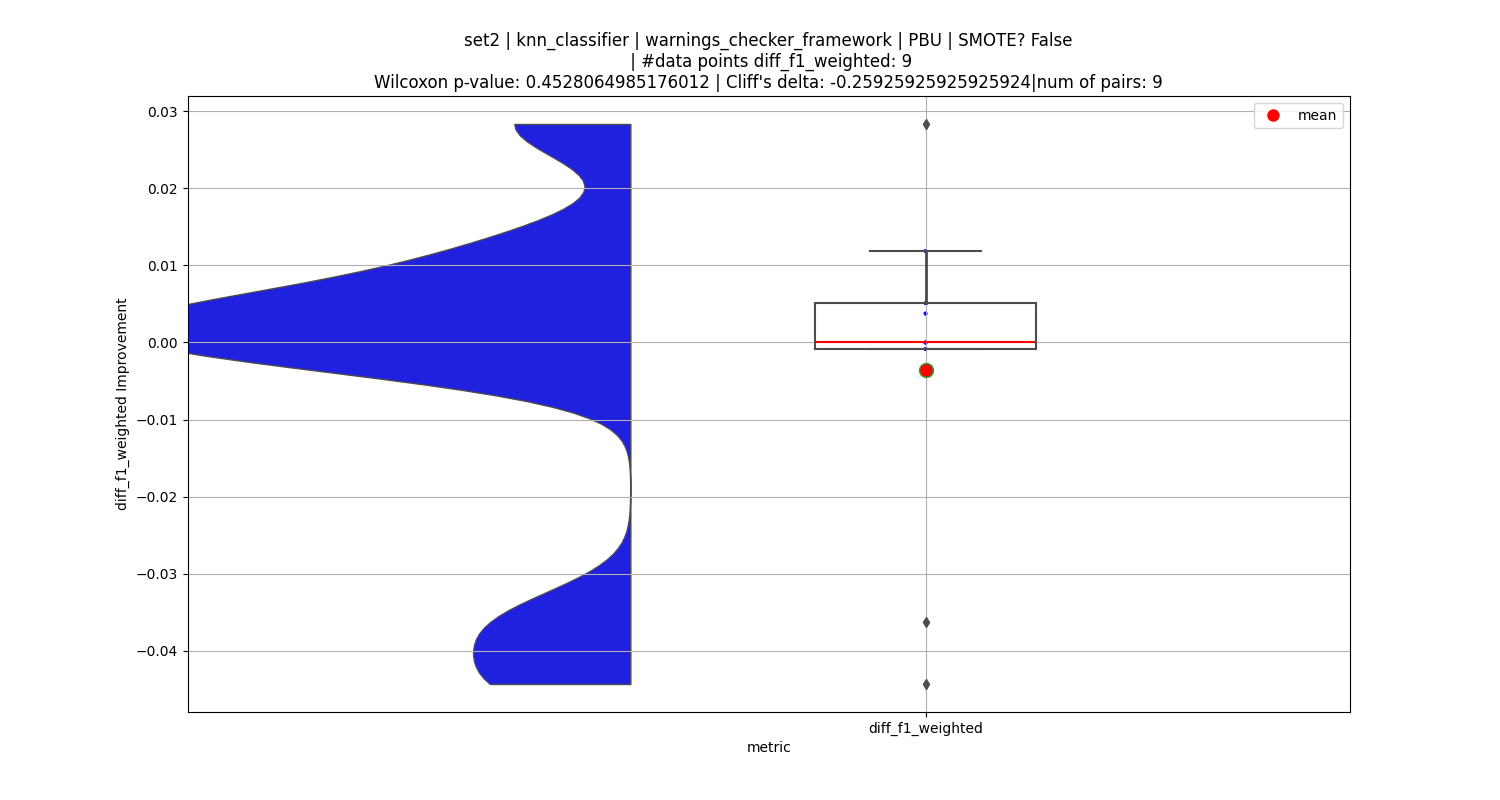 set2 | knn_classifier | warnings_checker_framework | PBU | SMOTE? False
| #data points diff_f1_weighted: 9
Wilcoxon p-value: 0.4528064985176012 | Cliff's delta: -0.25925925925925924|num of pairs: 9
mean
0.03
0.02
0.01
0.00
−0.01
−0.02
−0.03
−0.04
diff_f1_weighted Improvement
diff_f1_weighted
metric